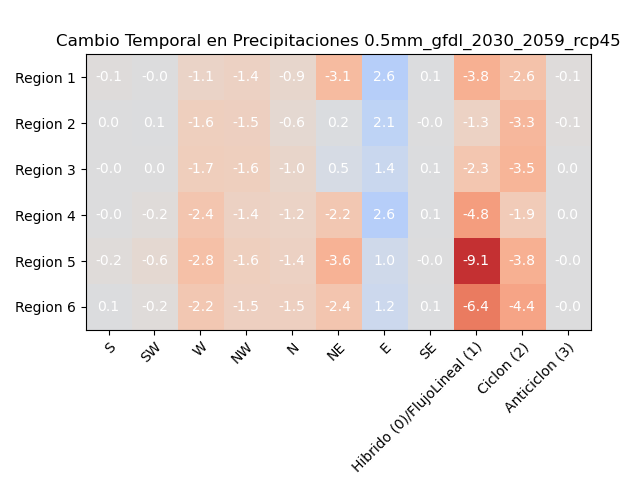 Cambio Temporal en Precipitaciones 0.5mm_gfdl_2030_2059_rcp45
Region 1 -0.1 -0.0 -1.1 -1.4 -0.9 -3.1 2.6 0.1 -3.8 -2.6 -0.1
Region 2 0.0 0.1 -1.6 -1.5 -0.6 0.2 2.1 -0.0 -1.3 -3.3 -0.1
Region 3 -0.0 0.0 -1.7 -1.6 -1.0 0.5 1.4 0.1 -2.3 -3.5 0.0
Region 4 -0.0 -0.2 -2.4 -1.4 -1.2 -2.2 2.6 0.1 -4.8 -1.9 0.0
Region 5 -0.2 -0.6 -2.8 -1.6 -1.4 -3.6 1.0 -0.0 -9.1 -3.8 -0.0
Region 6 0.1 -0.2 -2.2 -1.5 -1.5 -2.4 1.2 0.1 -6.4 -4.4 -0.0
S
SW
W
NW
N
NE
E
SE
Hibrido (0)/FlujoLineal (1)
Ciclon (2)
Anticiclon (3)